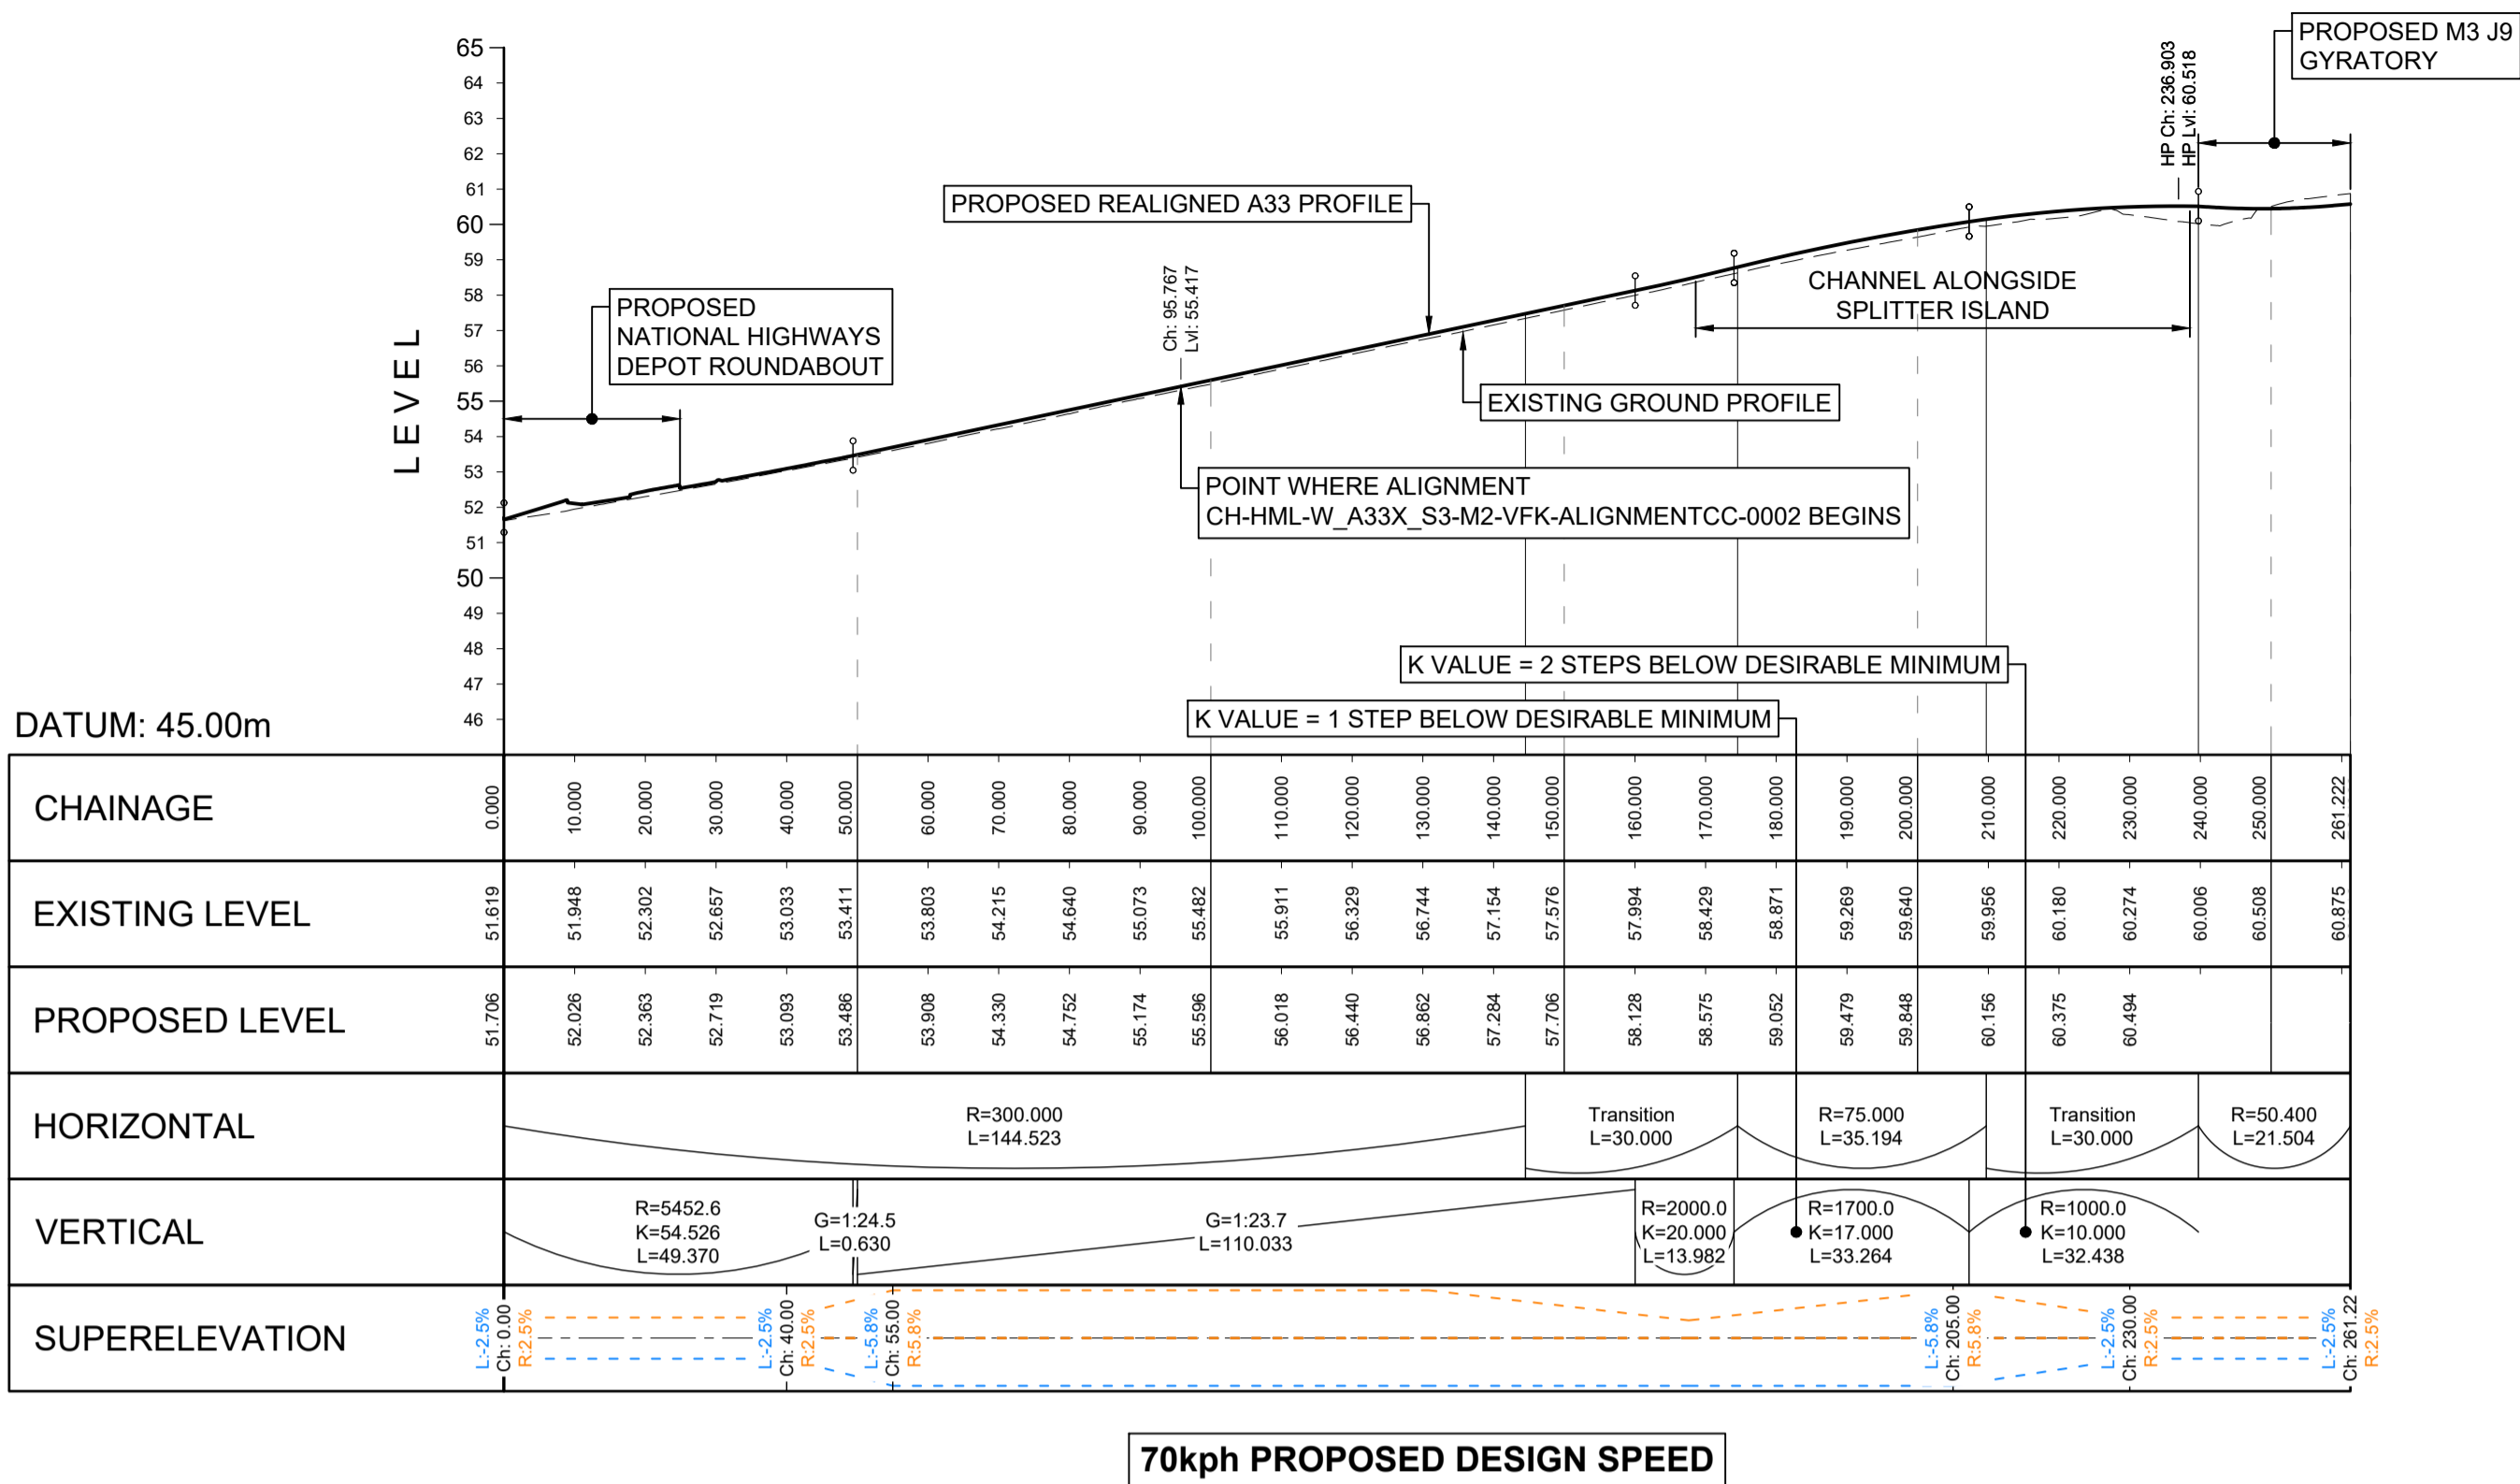 PROPOSED M3 J9
GYRATORY
HP Ch: 236.903
HP Lvl: 60.518
65
64
63
62
61
60
59
58
57
56
55
54
53
52
51
50
49
48
47
46
LEVEL
PROPOSED REALIGNED A33 PROFILE
Ch: 95.767
Lvl: 55.417
CHANNEL ALONGSIDE
SPLITTER ISLAND
PROPOSED
NATIONAL HIGHWAYS
DEPOT ROUNDABOUT
EXISTING GROUND PROFILE
POINT WHERE ALIGNMENT
CH-HML-W_A33X_S3-M2-VFK-ALIGNMENTCC-0002 BEGINS
K VALUE = 2 STEPS BELOW DESIRABLE MINIMUM
K VALUE = 1 STEP BELOW DESIRABLE MINIMUM
DATUM: 45.00m
CHAINAGE
0.000 10.000 20.000 30.000 40.000 50.000 60.000 70.000 80.000 90.000 100.000 110.000 120.000 130.000 140.000 150.000 160.000 170.000 180.000 190.000 200.000 210.000 220.000 230.000 240.000 250.000 261.222
EXISTING LEVEL
51.619 51.948 52.302 52.657 53.033 53.411 53.803 54.215 54.640 55.073 55.482 55.911 56.329 56.744 57.154 57.576 57.994 58.429 58.871 59.269 59.640 59.956 60.180 60.274 60.006 60.508 60.875
PROPOSED LEVEL
51.706 52.026 52.363 52.719 53.093 53.486 53.908 54.330 54.752 55.174 55.596 56.018 56.440 56.862 57.284 57.706 58.128 58.575 59.052 59.479 59.848 60.156 60.375 60.494
HORIZONTAL
R=300.000
L=144.523
Transition
L=30.000
R=75.000
L=35.194
Transition
L=30.000
R=50.400
L=21.504
VERTICAL
R=5452.6
K=54.526
L=49.370
G=1:24.5
L=0.630
G=1:23.7
L=110.033
R=2000.0
K=20.000
L=13.982
R=1700.0
K=17.000
L=33.264
R=1000.0
K=10.000
L=32.438
SUPERELEVATION
L:-2.5%
Ch: 0.00
R:2.5%
L:-2.5%
Ch: 40.00
R:2.5%
L:-5.8%
Ch: 55.00
R:5.8%
L:-5.8%
Ch: 205.00
R:5.8%
L:-2.5%
Ch: 230.00
R:2.5%
L:-2.5%
Ch: 261.22
R:2.5%
70kph PROPOSED DESIGN SPEED